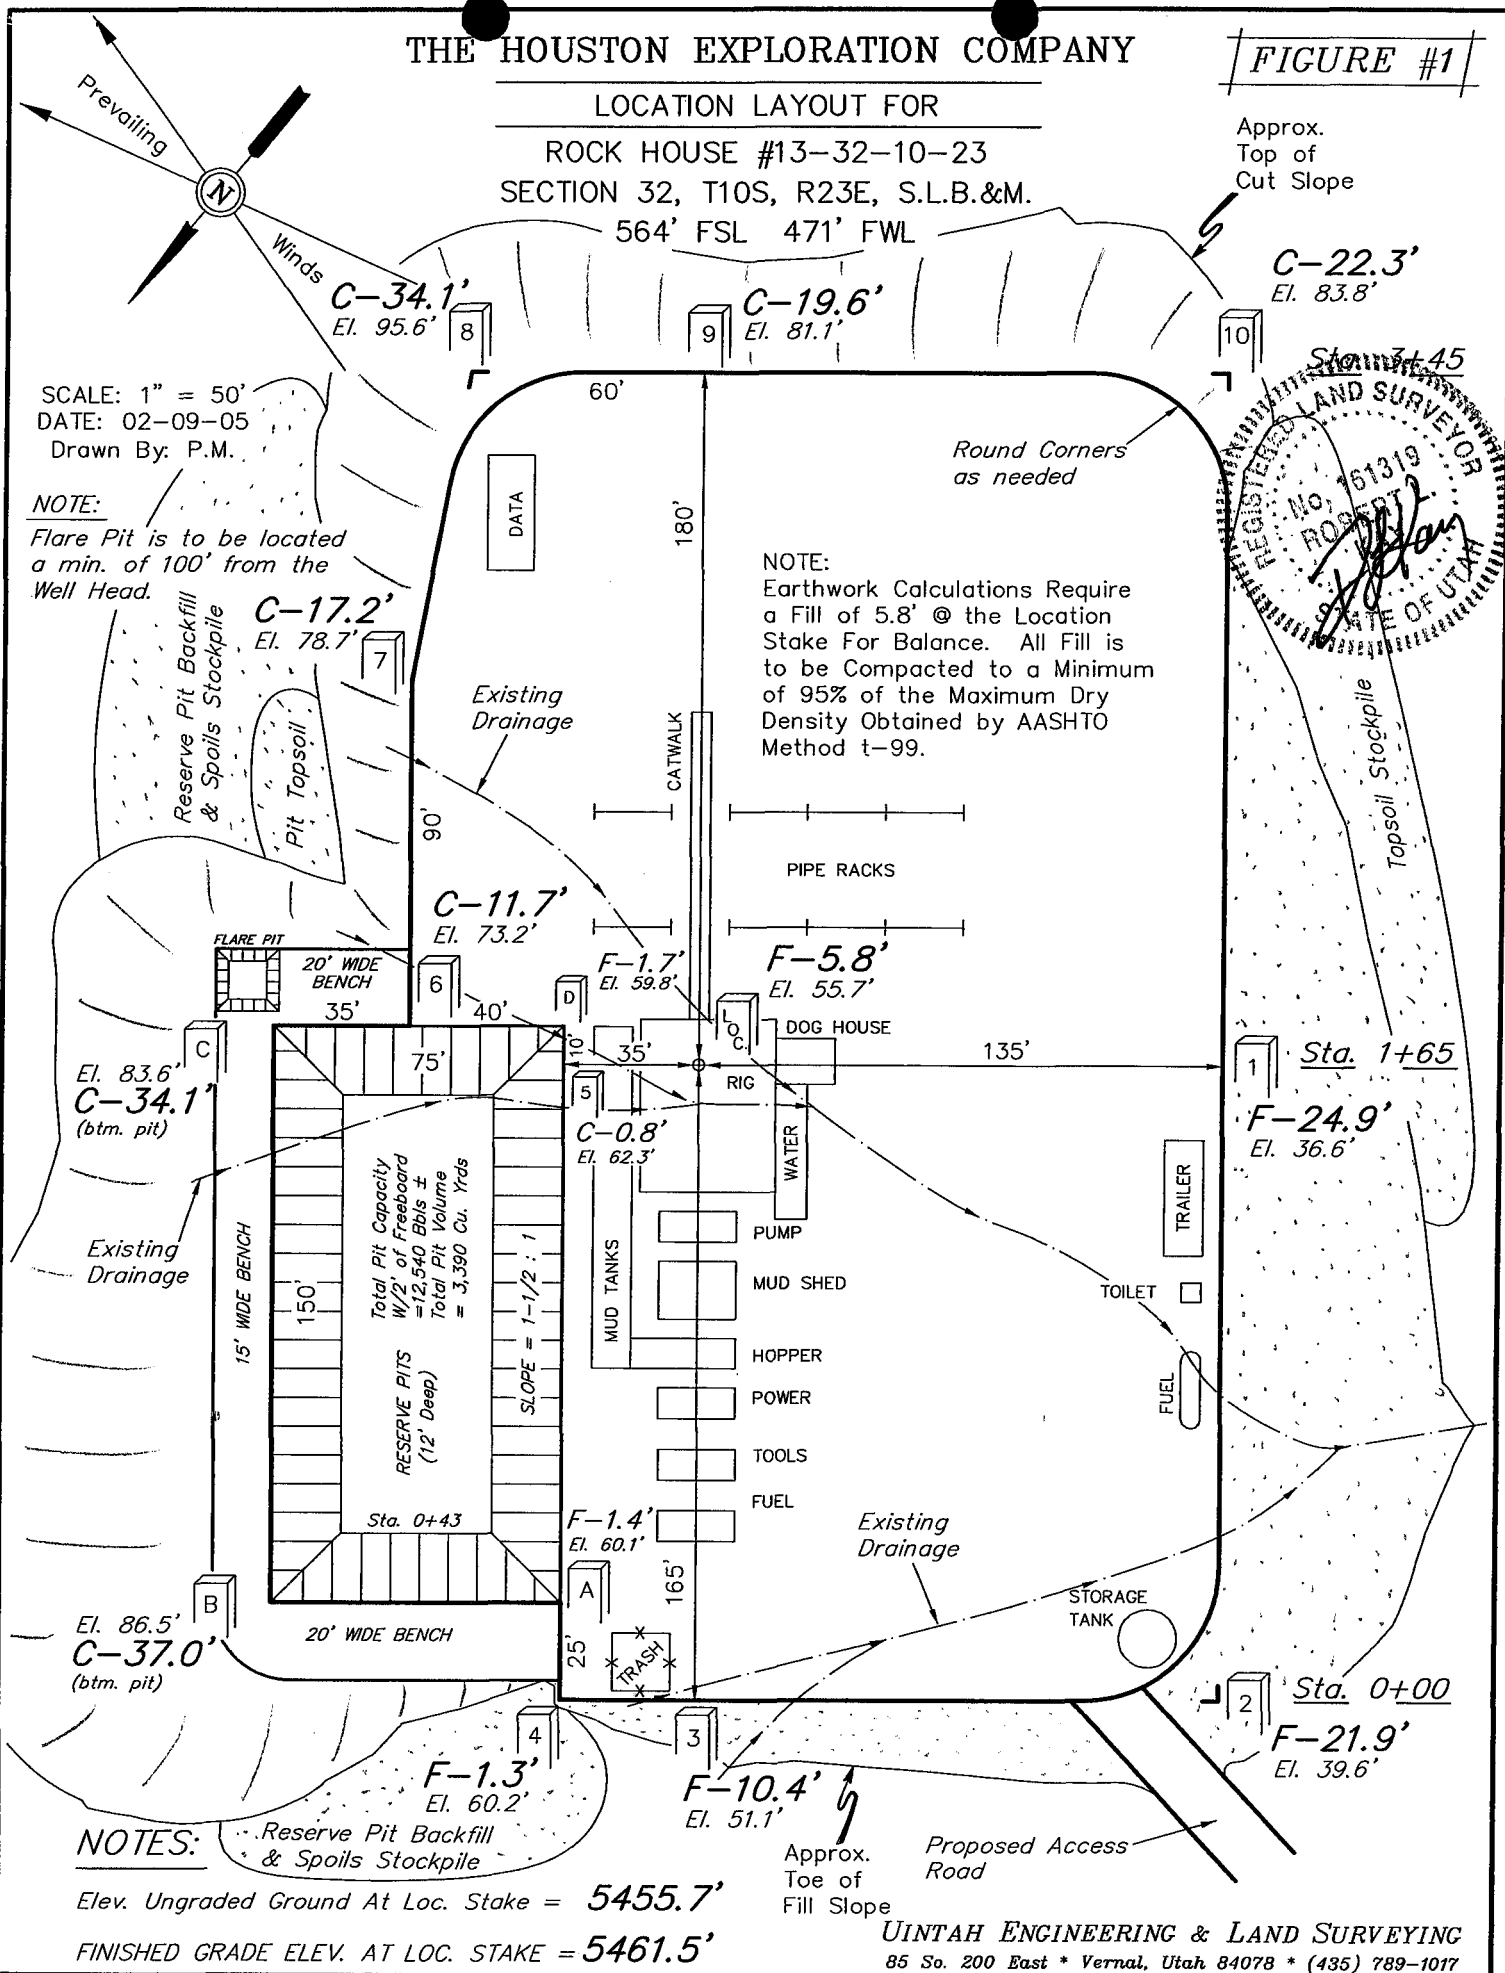 THE HOUSTON EXPLORATION COMPANY
FIGURE #1
LOCATION LAYOUT FOR
ROCK HOUSE #13-32-10-23
SECTION 32, T10S, R23E, S.L.B.&M.
564' FSL 471' FWL
Prevailing
Winds
N
Approx.
Top of
Cut Slope
C-34.1'
El. 95.6'
8
C-19.6'
El. 81.1'
9
C-22.3'
El. 83.8'
10
Sta. 3+45
SCALE: 1" = 50'
DATE: 02-09-05
Drawn By: P.M.
60'
180'
Round Corners
as needed
REGISTERED LAND SURVEYOR
No. 161319
ROBERT L.
STATE OF UTAH
NOTE:
Flare Pit is to be located
a min. of 100' from the
Well Head.
DATA
NOTE:
Earthwork Calculations Require
a Fill of 5.8' @ the Location
Stake For Balance. All Fill is
to be Compacted to a Minimum
of 95% of the Maximum Dry
Density Obtained by AASHTO
Method t-99.
C-17.2'
El. 78.7'
7
Reserve Pit Backfill
& Spoils Stockpile
Pit Topsoil
Existing
Drainage
CATWALK
Topsoil Stockpile
90'
PIPE RACKS
C-11.7'
El. 73.2'
6
FLARE PIT
20' WIDE
BENCH
35'
40'
D
F-1.7'
El. 59.8'
F-5.8'
El. 55.7'
LOC.
DOG HOUSE
C
El. 83.6'
C-34.1'
(btm. pit)
75'
10'
35'
RIG
135'
1
Sta. 1+65
F-24.9'
El. 36.6'
5
C-0.8'
El. 62.3'
WATER
TRAILER
Existing
Drainage
15' WIDE BENCH
150'
Total Pit Capacity
W/2' of Freeboard
=12,540 Bbls ±
Total Pit Volume
= 3,390 Cu. Yrds
RESERVE PITS
(12' Deep)
SLOPE = 1-1/2 : 1
MUD TANKS
PUMP
MUD SHED
HOPPER
POWER
TOOLS
FUEL
TOILET
FUEL
Sta. 0+43
F-1.4'
El. 60.1'
A
Existing
Drainage
165'
STORAGE
TANK
B
El. 86.5'
C-37.0'
(btm. pit)
20' WIDE BENCH
25'
TRASH
2
Sta. 0+00
F-21.9'
El. 39.6'
4
F-1.3'
El. 60.2'
3
F-10.4'
El. 51.1'
Reserve Pit Backfill
& Spoils Stockpile
Approx.
Toe of
Fill Slope
Proposed Access
Road
NOTES:
Elev. Ungraded Ground At Loc. Stake = 5455.7'
FINISHED GRADE ELEV. AT LOC. STAKE = 5461.5'
UINTAH ENGINEERING & LAND SURVEYING
85 So. 200 East * Vernal, Utah 84078 * (435) 789-1017